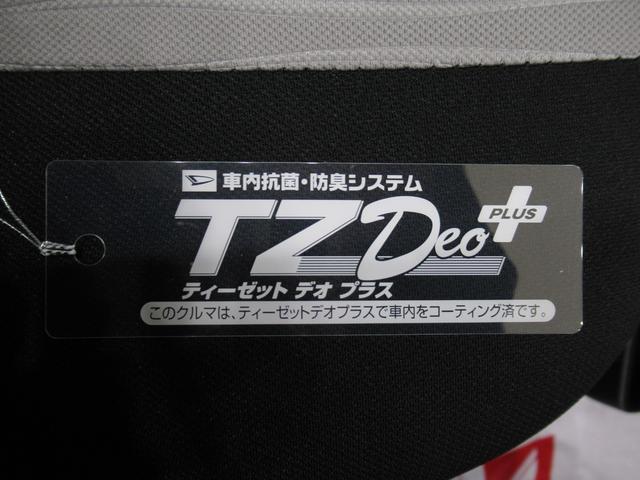 車内抗菌・防臭システム
TZ Deo PLUS
ティーゼット デオ プラス
このクルマは、ティーゼットデオプラスで車内をコーティング済です。